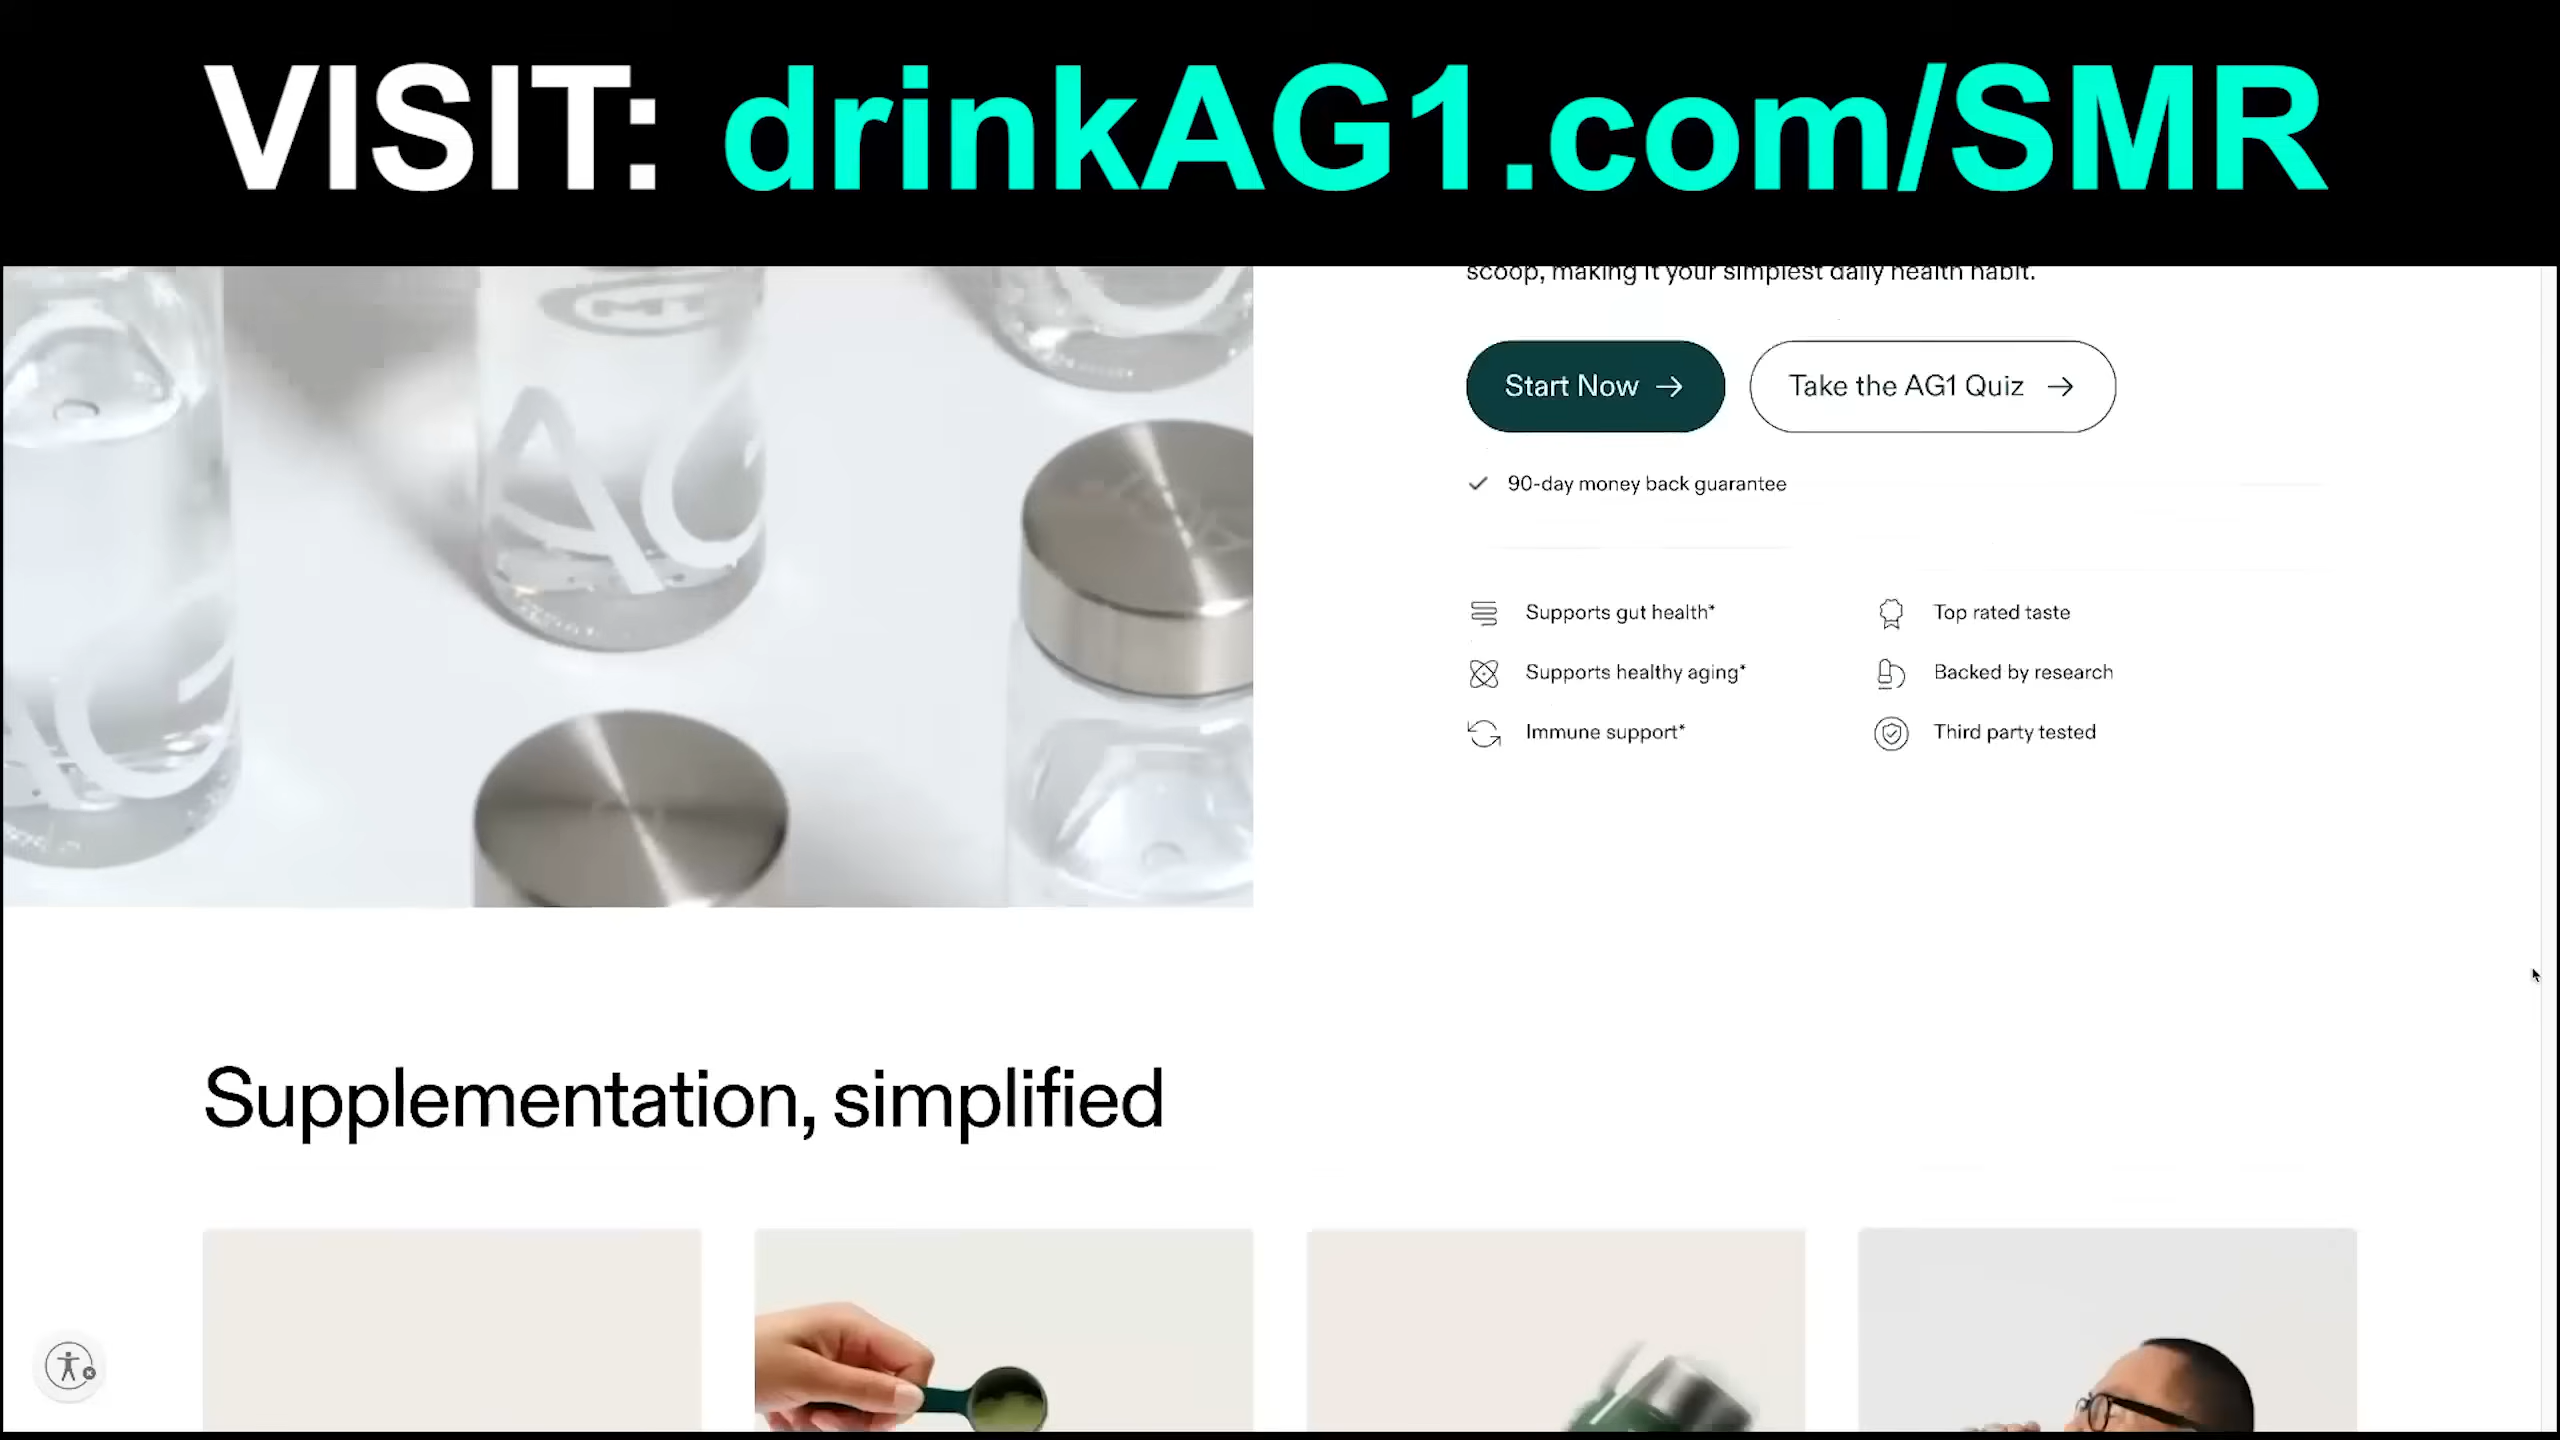 VISIT: drinkAG1.com/SMR
scoop, making it your simplest daily health habit.
Start Now →
Take the AG1 Quiz →
90-day money back guarantee
Supports gut health*
Top rated taste
Supports healthy aging*
Backed by research
Immune support*
Third party tested
AG
AG
Supplementation, simplified